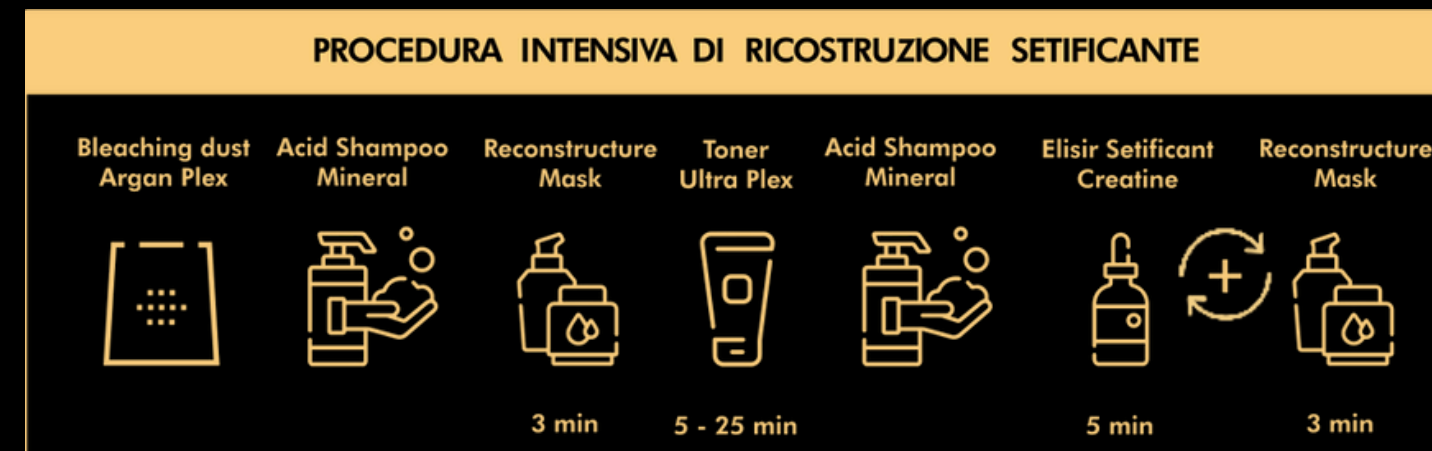 PROCEDURA INTENSIVA DI RICOSTRUZIONE SETIFICANTE
Bleaching dust
Argan Plex
Acid Shampoo
Mineral
Reconstructure
Mask
Toner
Ultra Plex
Acid Shampoo
Mineral
Elisir Setificant
Creatine
Reconstructure
Mask
3 min
5 - 25 min
5 min
3 min